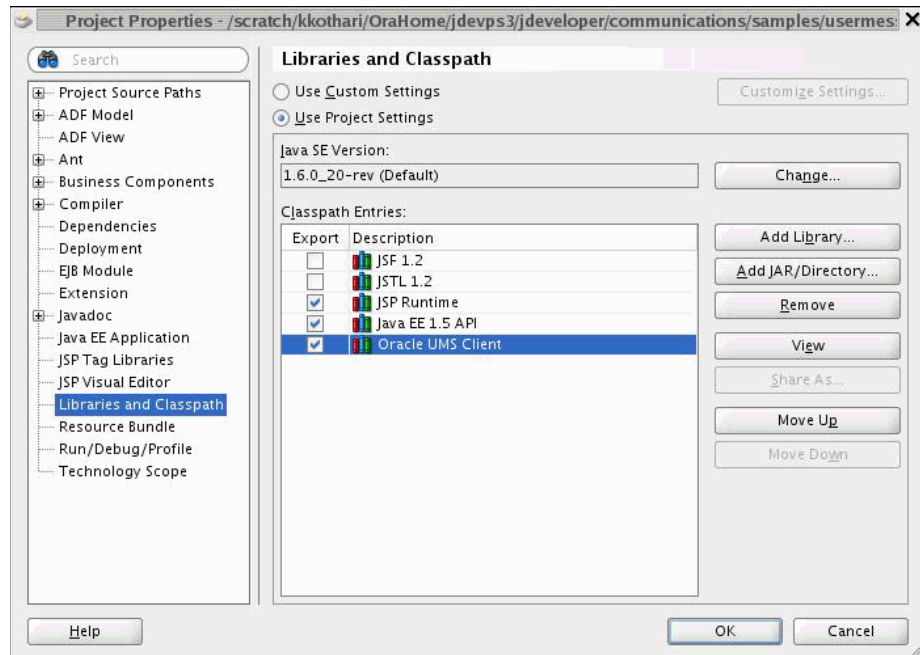 Project Properties - /scratch/kkothari/OraHome/jdevps3/jdeveloper/communications/samples/usermes
Search
Project Source Paths
ADF Model
ADF View
Ant
Business Components
Compiler
Dependencies
Deployment
EJB Module
Extension
Javadoc
Java EE Application
JSP Tag Libraries
JSP Visual Editor
Libraries and Classpath
Resource Bundle
Run/Debug/Profile
Technology Scope
Libraries and Classpath
Use Custom Settings
Customize Settings...
Use Project Settings
Java SE Version:
1.6.0_20-rev (Default)
Change...
Classpath Entries:
Export Description
JSF 1.2
JSTL 1.2
JSP Runtime
Java EE 1.5 API
Oracle UMS Client
Add Library...
Add JAR/Directory...
Remove
View
Share As...
Move Up
Move Down
Help
OK
Cancel